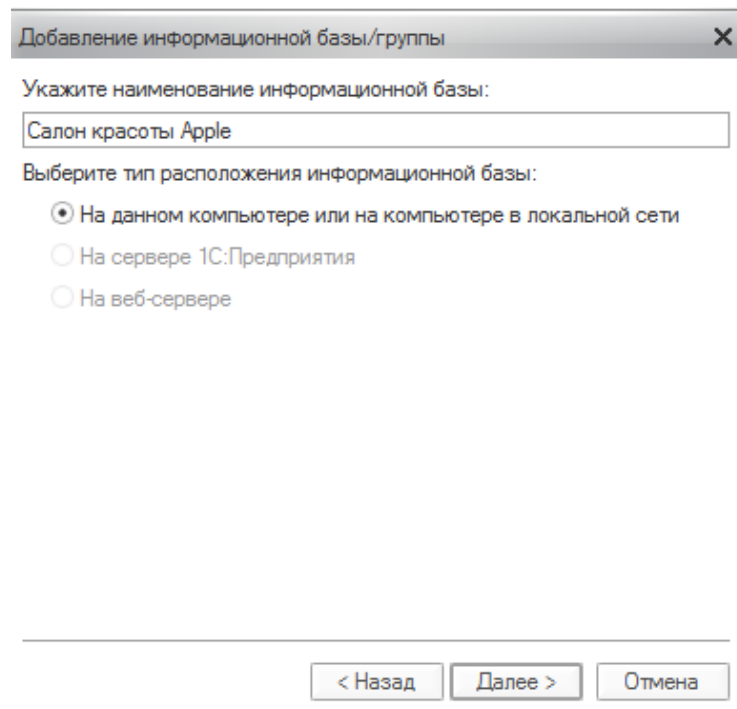 Добавление информационной базы/группы
Укажите наименование информационной базы:
Салон красоты Apple
Выберите тип расположения информационной базы:
На данном компьютере или на компьютере в локальной сети
На сервере 1С:Предприятия
На веб-сервере
< Назад Далее > Отмена